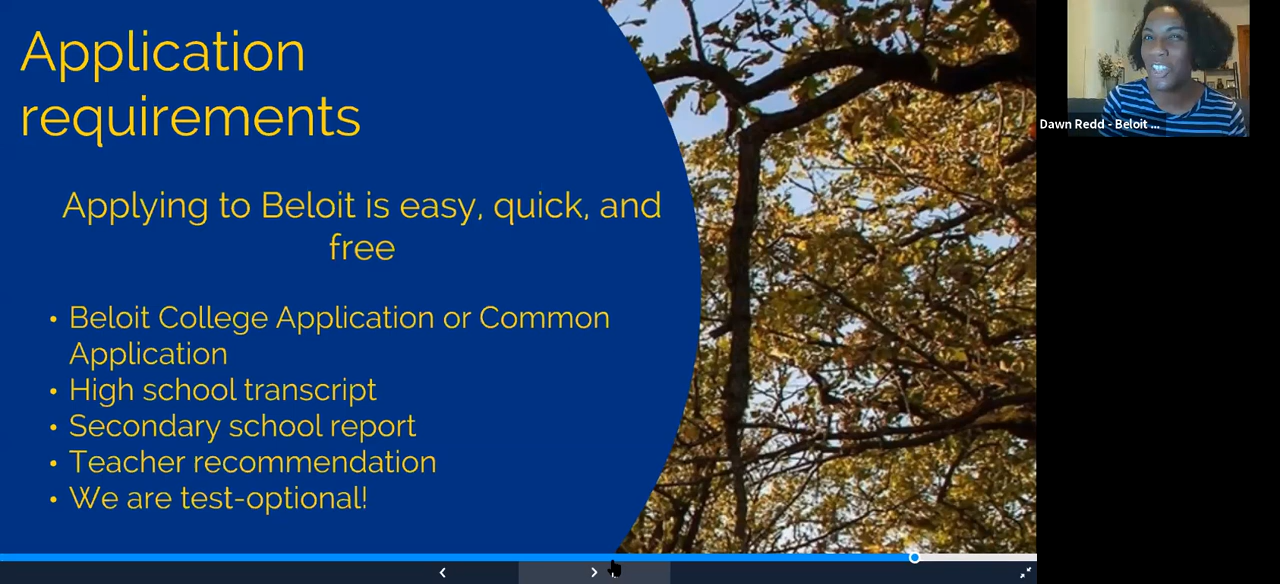 Application
requirements
Applying to Beloit is easy, quick, and
free
• Beloit College Application or Common
Application
• High school transcript
• Secondary school report
• Teacher recommendation
• We are test-optional!
Dawn Redd - Beloit ...